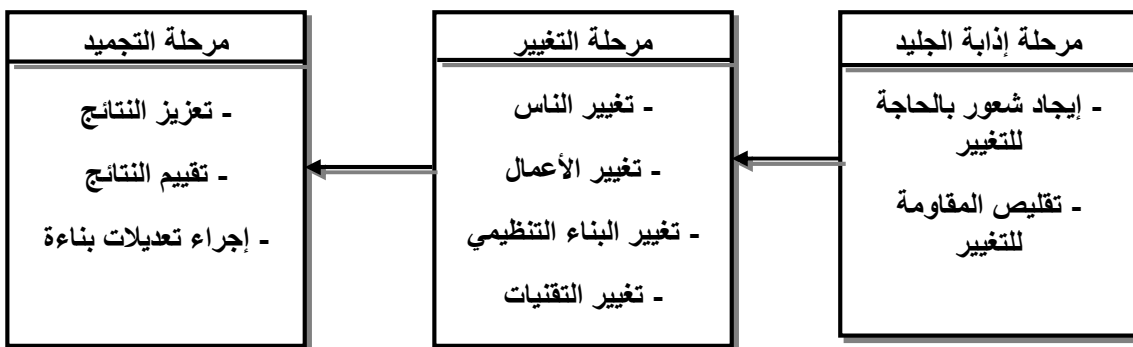 مرحلة إذابة الجليد
- إيجاد شعور بالحاجة
للتغيير
- تقليص المقاومة
للتغيير
مرحلة التغيير
- تغيير الناس
- تغيير الأعمال
- تغيير البناء التنظيمي
- تغيير التقنيات
مرحلة التجميد
- تعزيز النتائج
- تقييم النتائج
- إجراء تعديلات بناءة